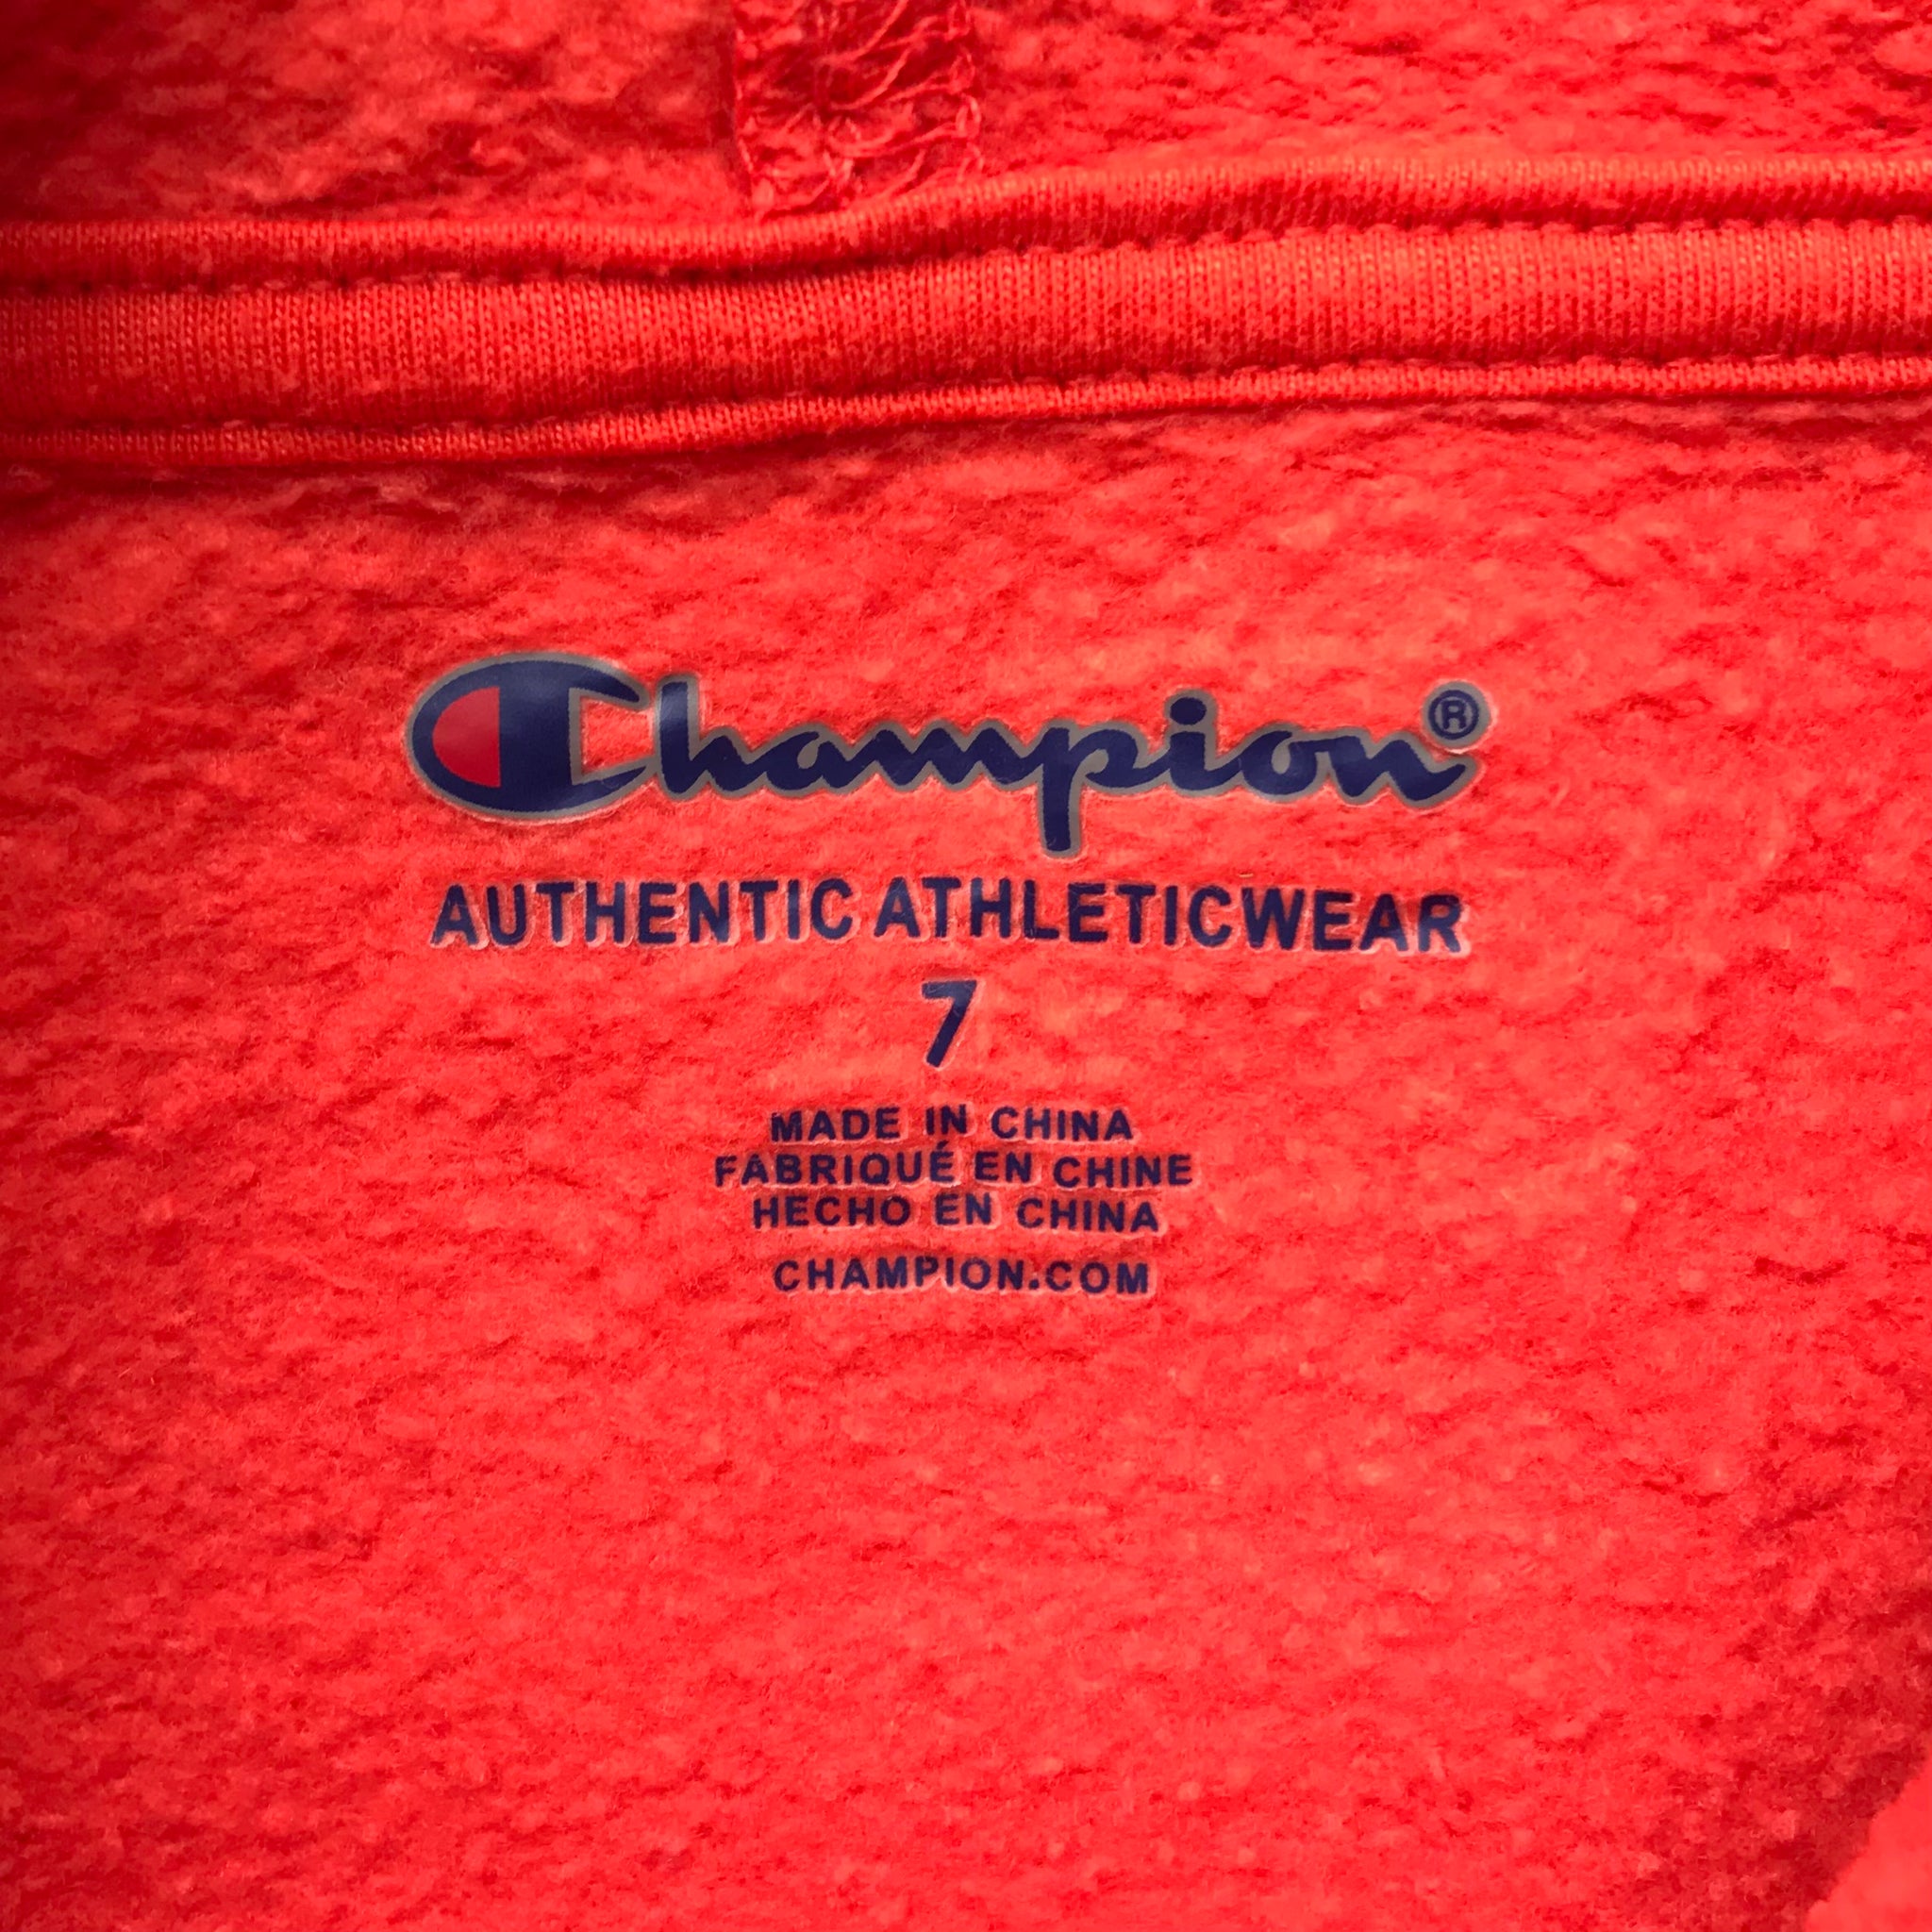 Champion®
AUTHENTIC ATHLETICWEAR
7
MADE IN CHINA
FABRIQUÉ EN CHINE
HECHO EN CHINA
CHAMPION.COM